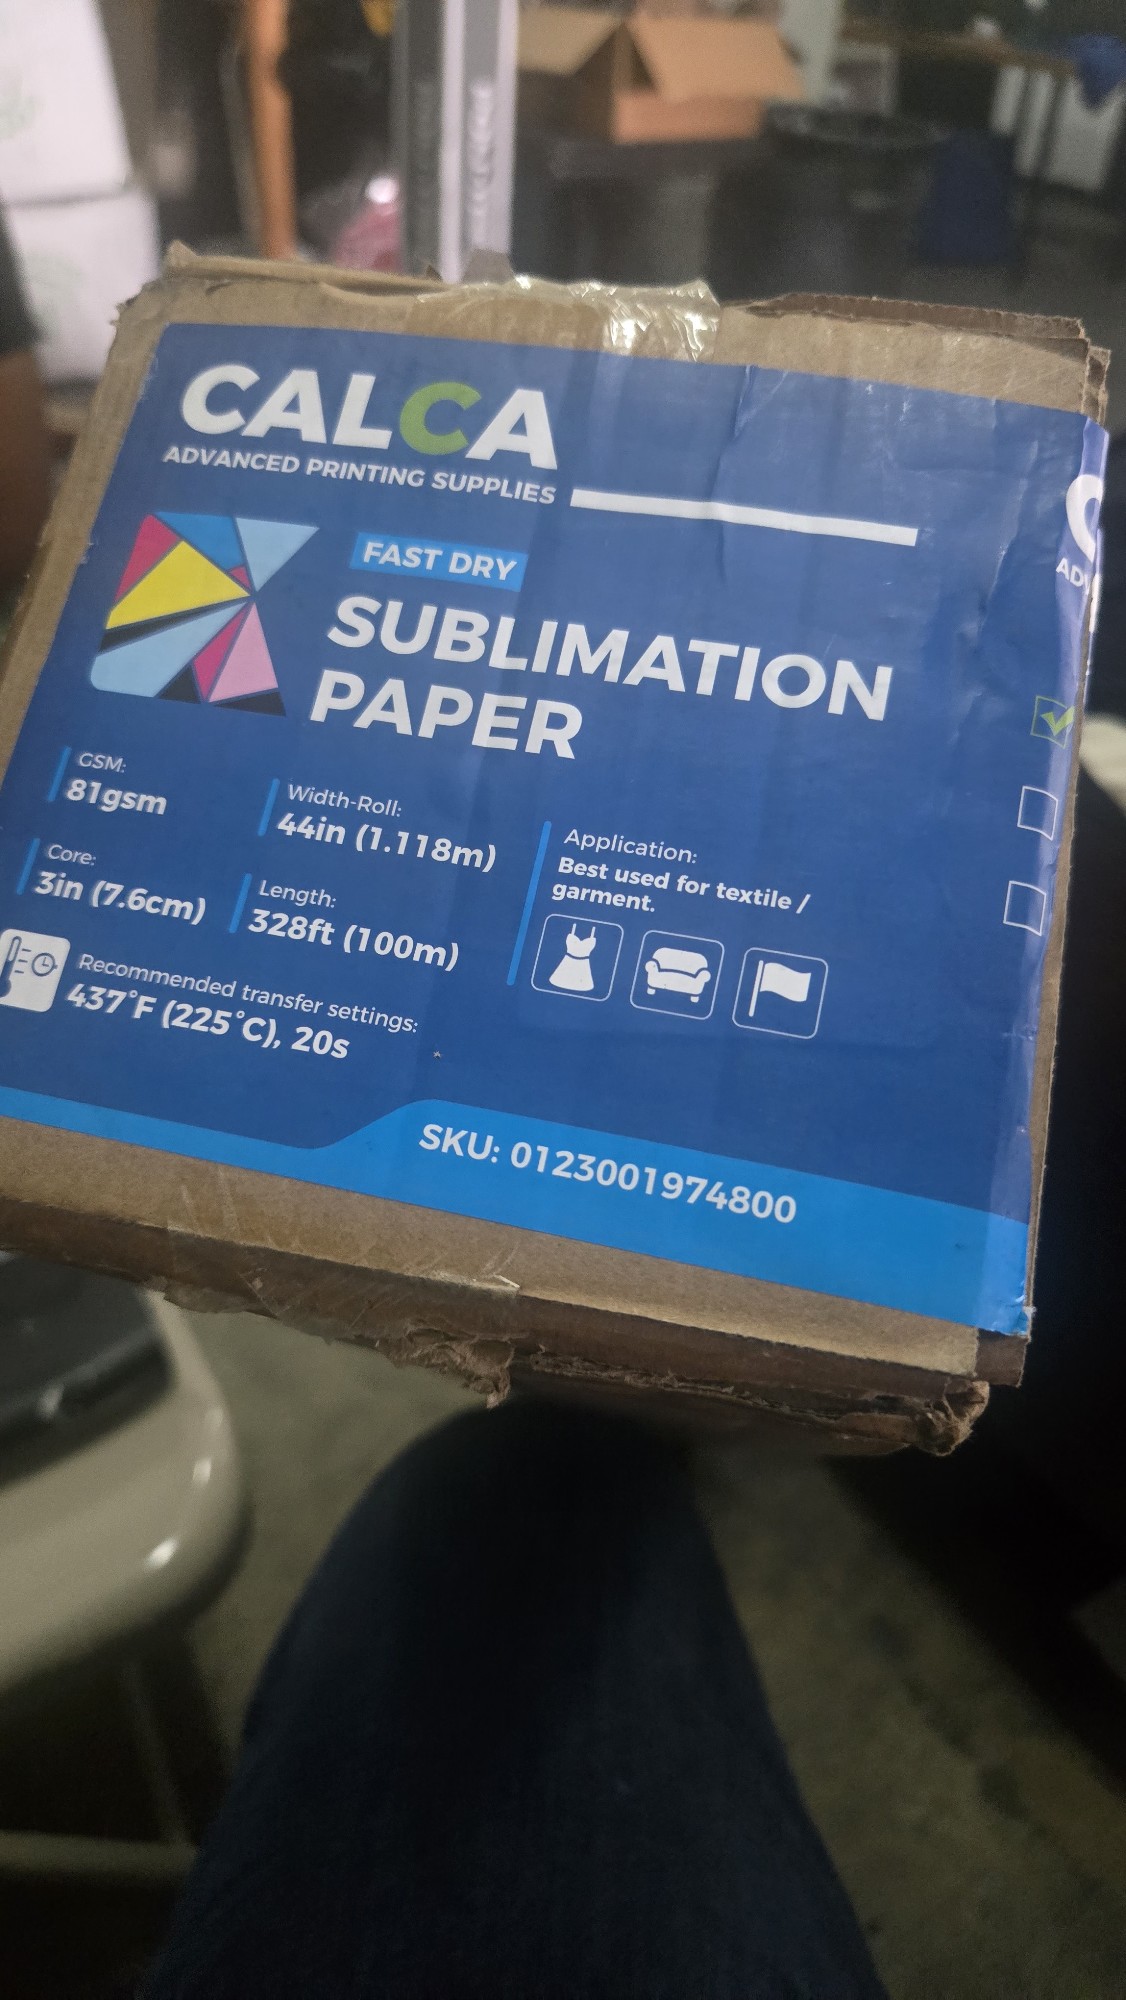 CALCA
ADVANCED PRINTING SUPPLIES
FAST DRY
SUBLIMATION
PAPER
GSM:
81gsm
Width-Roll:
44in (1.118m)
Core:
3in (7.6cm)
Length:
328ft (100m)
Application:
Best used for textile /
garment.
Recommended transfer settings:
437°F (225°C), 20s
SKU: 0123001974800